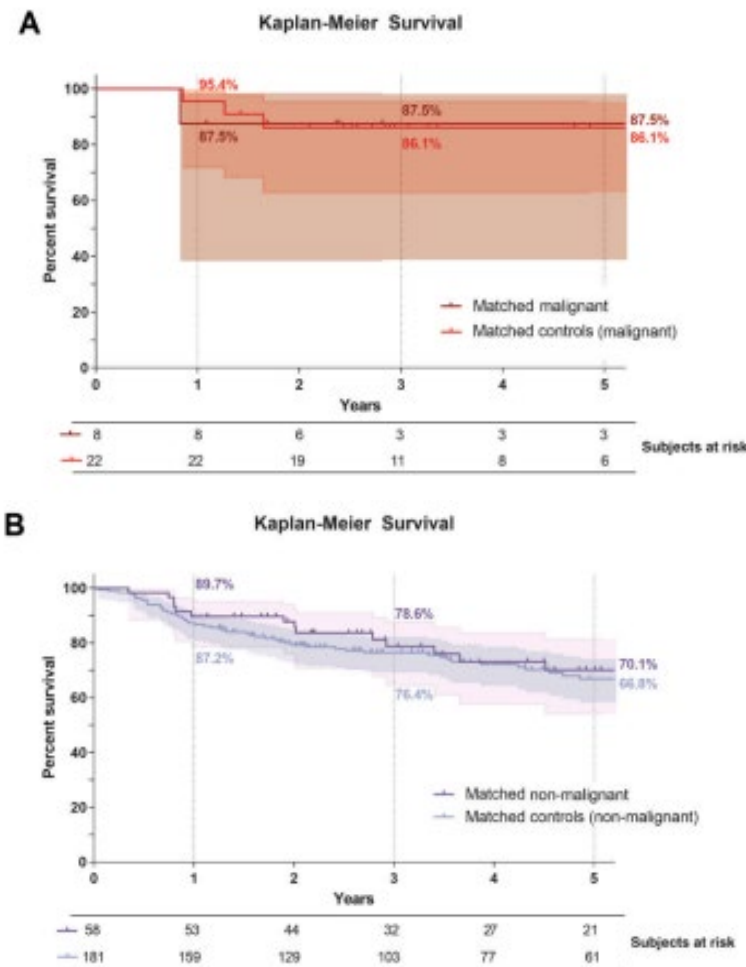 A
Kaplan-Meier Survival
100
80
60
40
20
0
Percent survival
95.4%
87.5%
87.5%
86.1%
87.5%
86.1%
Matched malignant
Matched controls (malignant)
0 1 2 3 4 5
Years
8 8 6 3 3 3
22 22 19 11 8 6
Subjects at risk
B
Kaplan-Meier Survival
100
80
60
40
20
0
Percent survival
89.7%
87.2%
78.6%
76.4%
70.1%
66.8%
Matched non-malignant
Matched controls (non-malignant)
0 1 2 3 4 5
Years
58 53 44 32 27 21
181 159 129 103 77 61
Subjects at risk